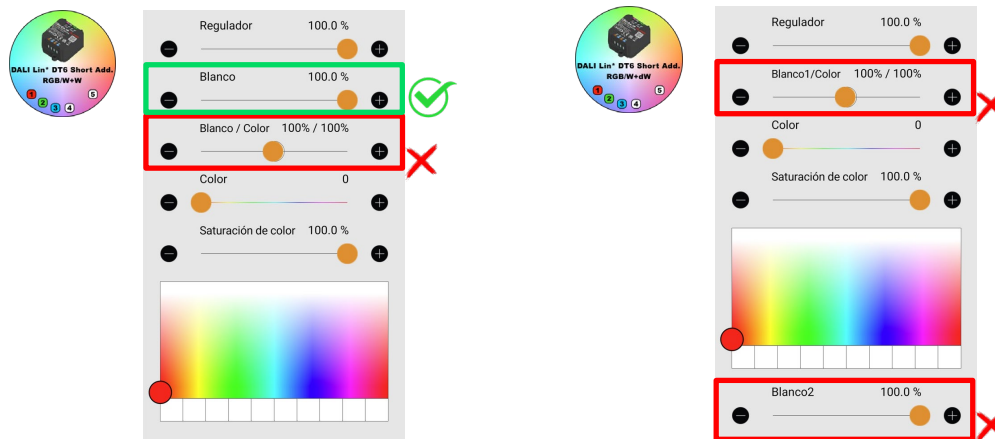 DALI Lin* DT6 Short Add.
RGB/W+W
1
2
3
4
5
Regulador 100.0 %
Blanco 100.0 %
Blanco / Color 100% / 100%
Color 0
Saturación de color 100.0 %
DALI Lin* DT6 Short Add.
RGB/W+dW
1
2
3
4
5
Regulador 100.0 %
Blanco1/Color 100% / 100%
Color 0
Saturación de color 100.0 %
Blanco2 100.0 %